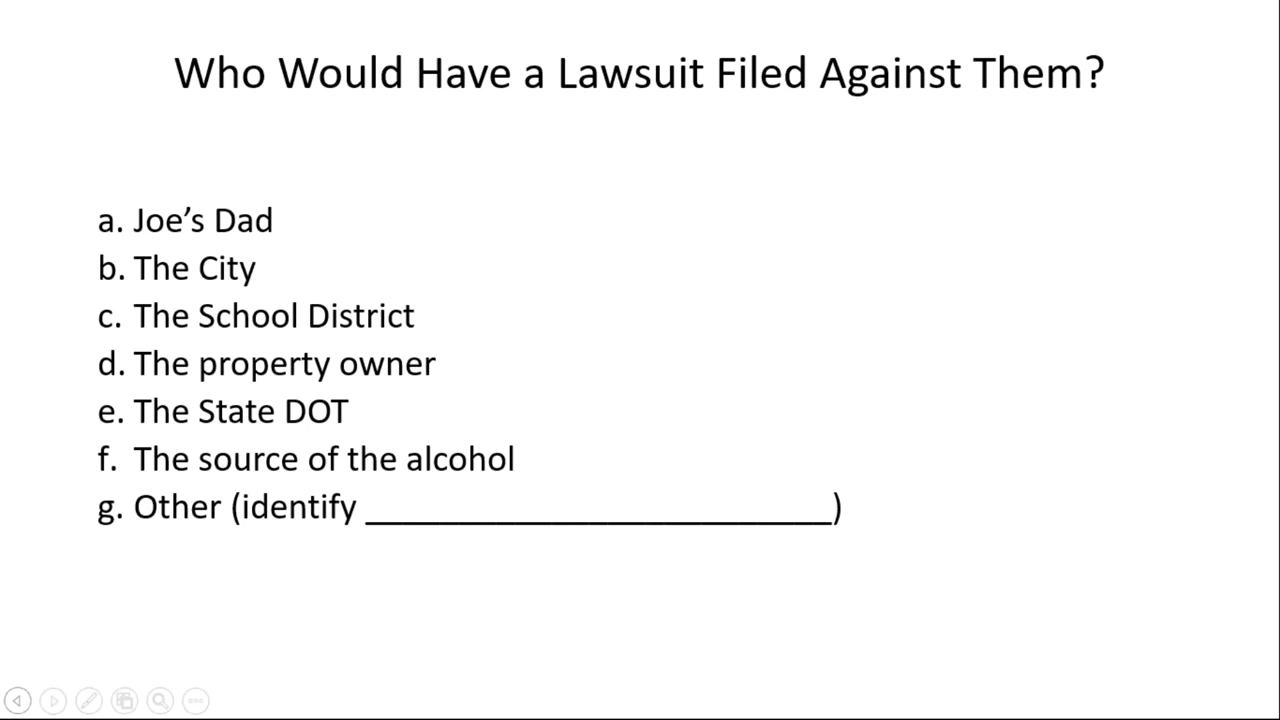 Who Would Have a Lawsuit Filed Against Them?
a. Joe’s Dad
b. The City
c. The School District
d. The property owner
e. The State DOT
f. The source of the alcohol
g. Other (identify _________________________)